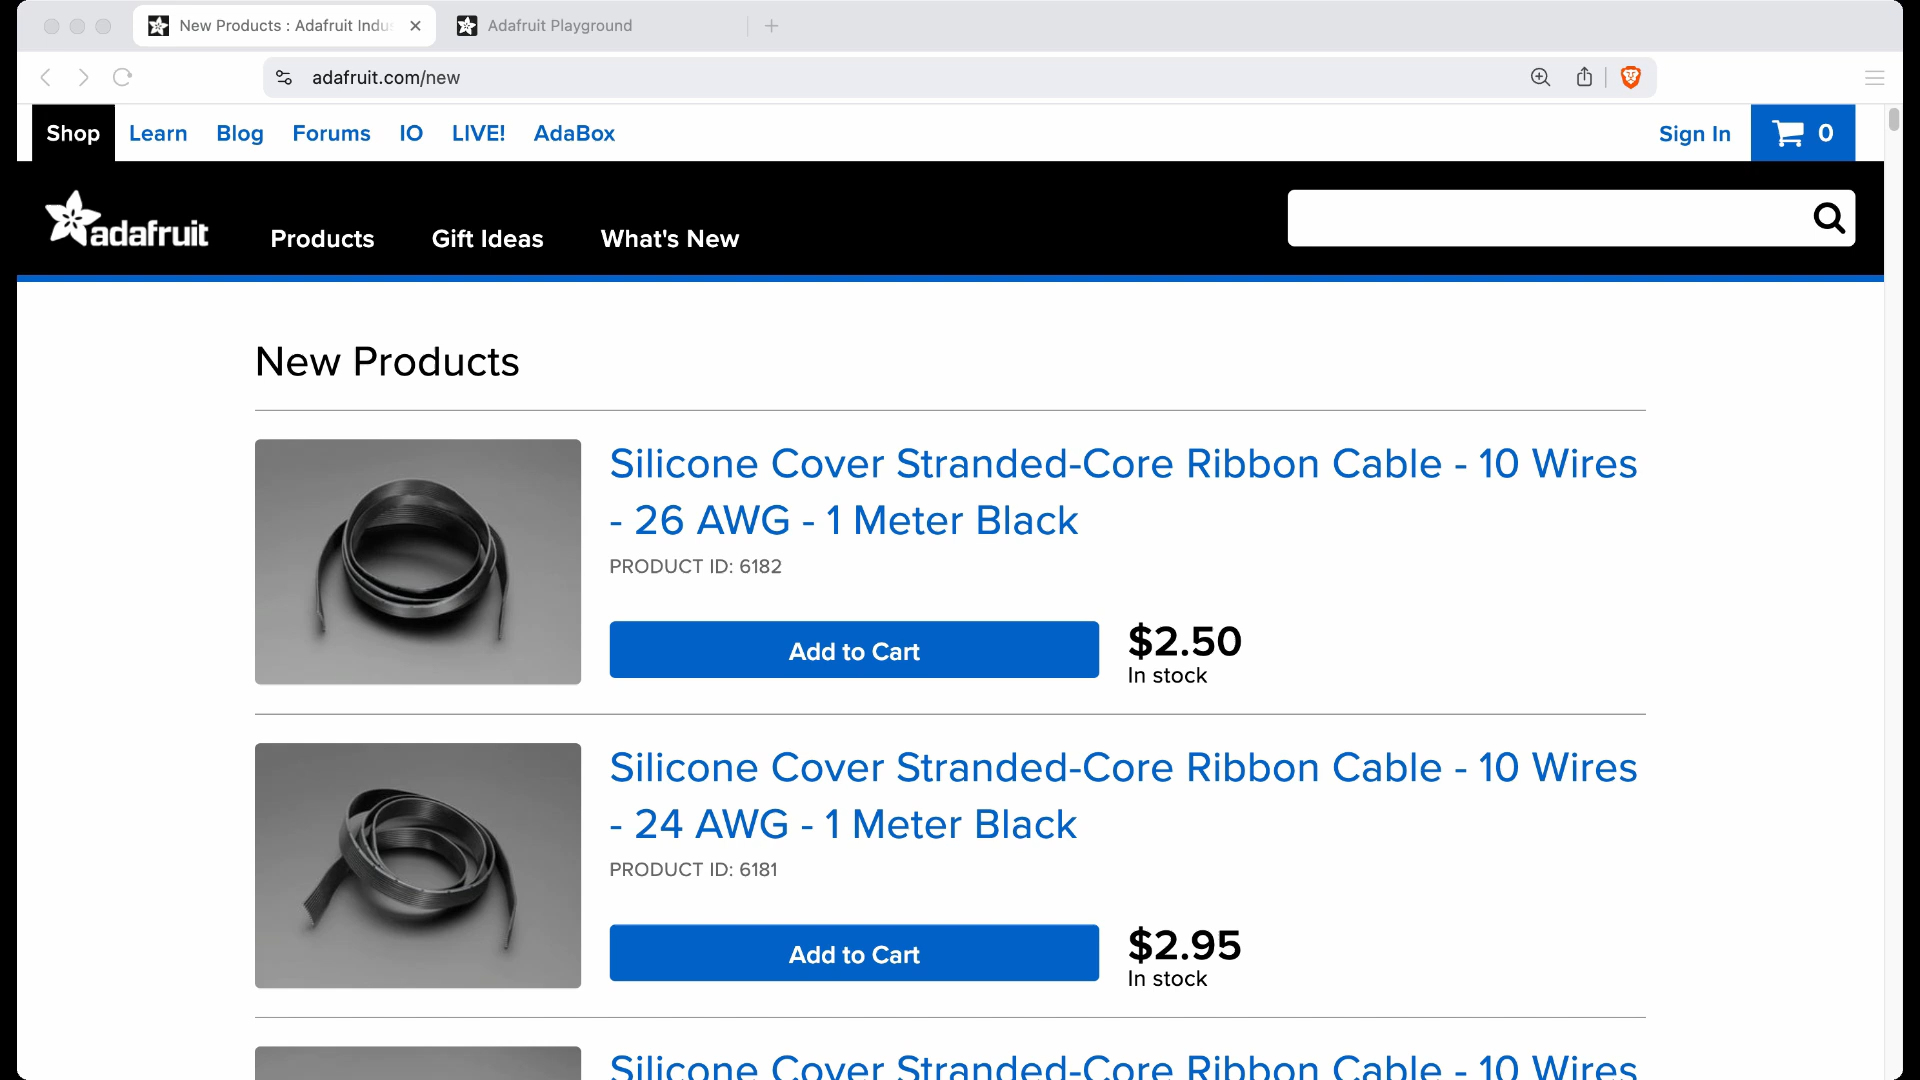 New Products : Adafruit Indu
Adafruit Playground
adafruit.com/new
Shop Learn Blog Forums IO LIVE! AdaBox Sign In 0
adafruit Products Gift Ideas What's New
New Products
Silicone Cover Stranded-Core Ribbon Cable - 10 Wires
- 26 AWG - 1 Meter Black
PRODUCT ID: 6182
Add to Cart $2.50
In stock
Silicone Cover Stranded-Core Ribbon Cable - 10 Wires
- 24 AWG - 1 Meter Black
PRODUCT ID: 6181
Add to Cart $2.95
In stock
Silicone Cover Stranded-Core Ribbon Cable - 10 Wires